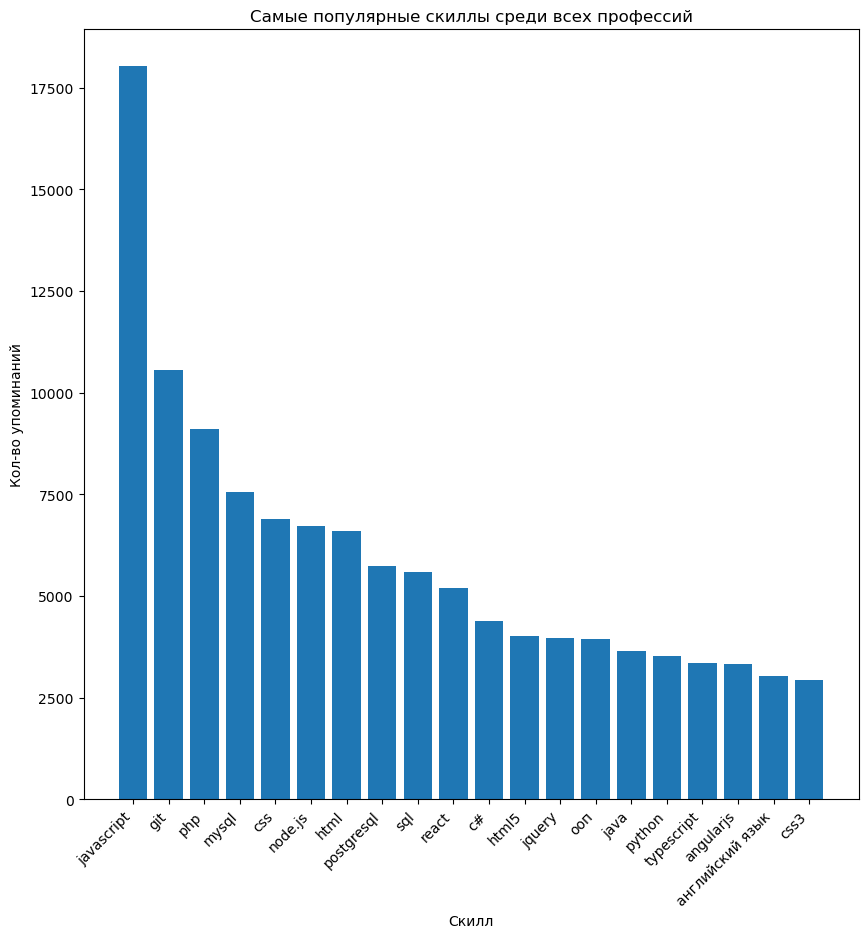 Самые популярные скиллы среди всех профессий
Кол-во упоминаний
17500
15000
12500
10000
7500
5000
2500
0
javascript
git
php
mysql
css
node.js
html
postgresql
sql
react
c#
html5
jquery
ооп
java
python
typescript
angularjs
английский язык
css3
Скилл